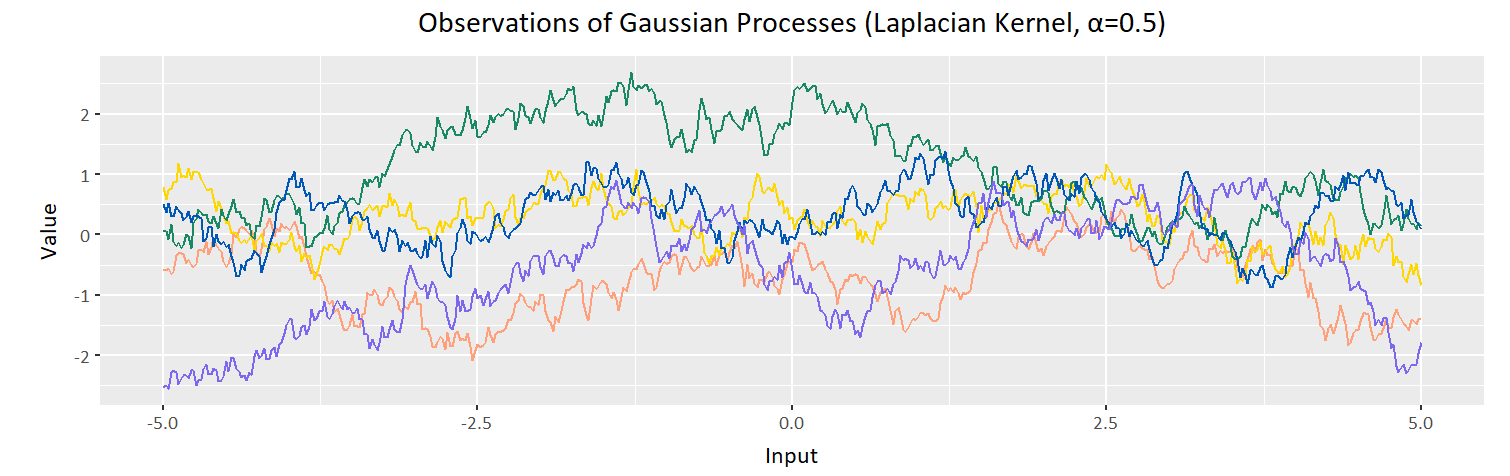 Observations of Gaussian Processes (Laplacian Kernel, α=0.5)
Value
2
1
0
-1
-2
-5.0 -2.5 0.0 2.5 5.0
Input